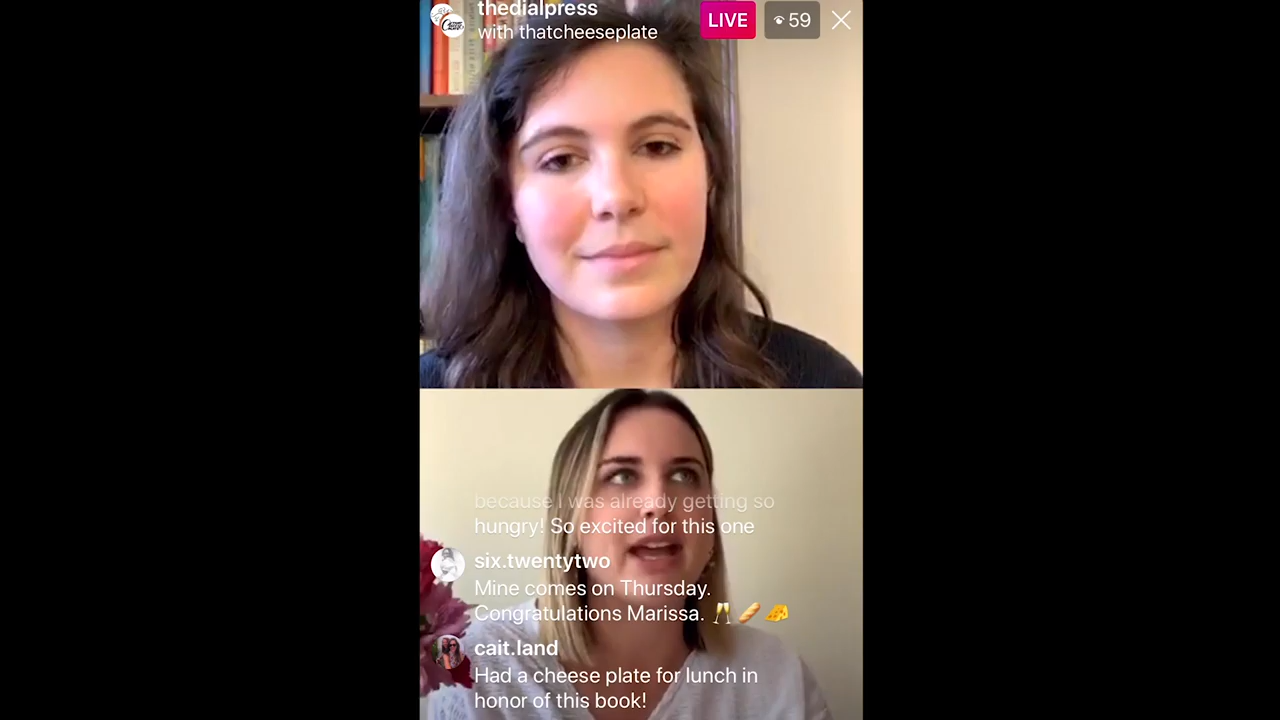 thedialpress
with thatcheeseplate
LIVE
59
because I was already getting so
hungry! So excited for this one
six.twentytwo
Mine comes on Thursday.
Congratulations Marissa. 🥂 🥖 🧀
cait.land
Had a cheese plate for lunch in
honor of this book!